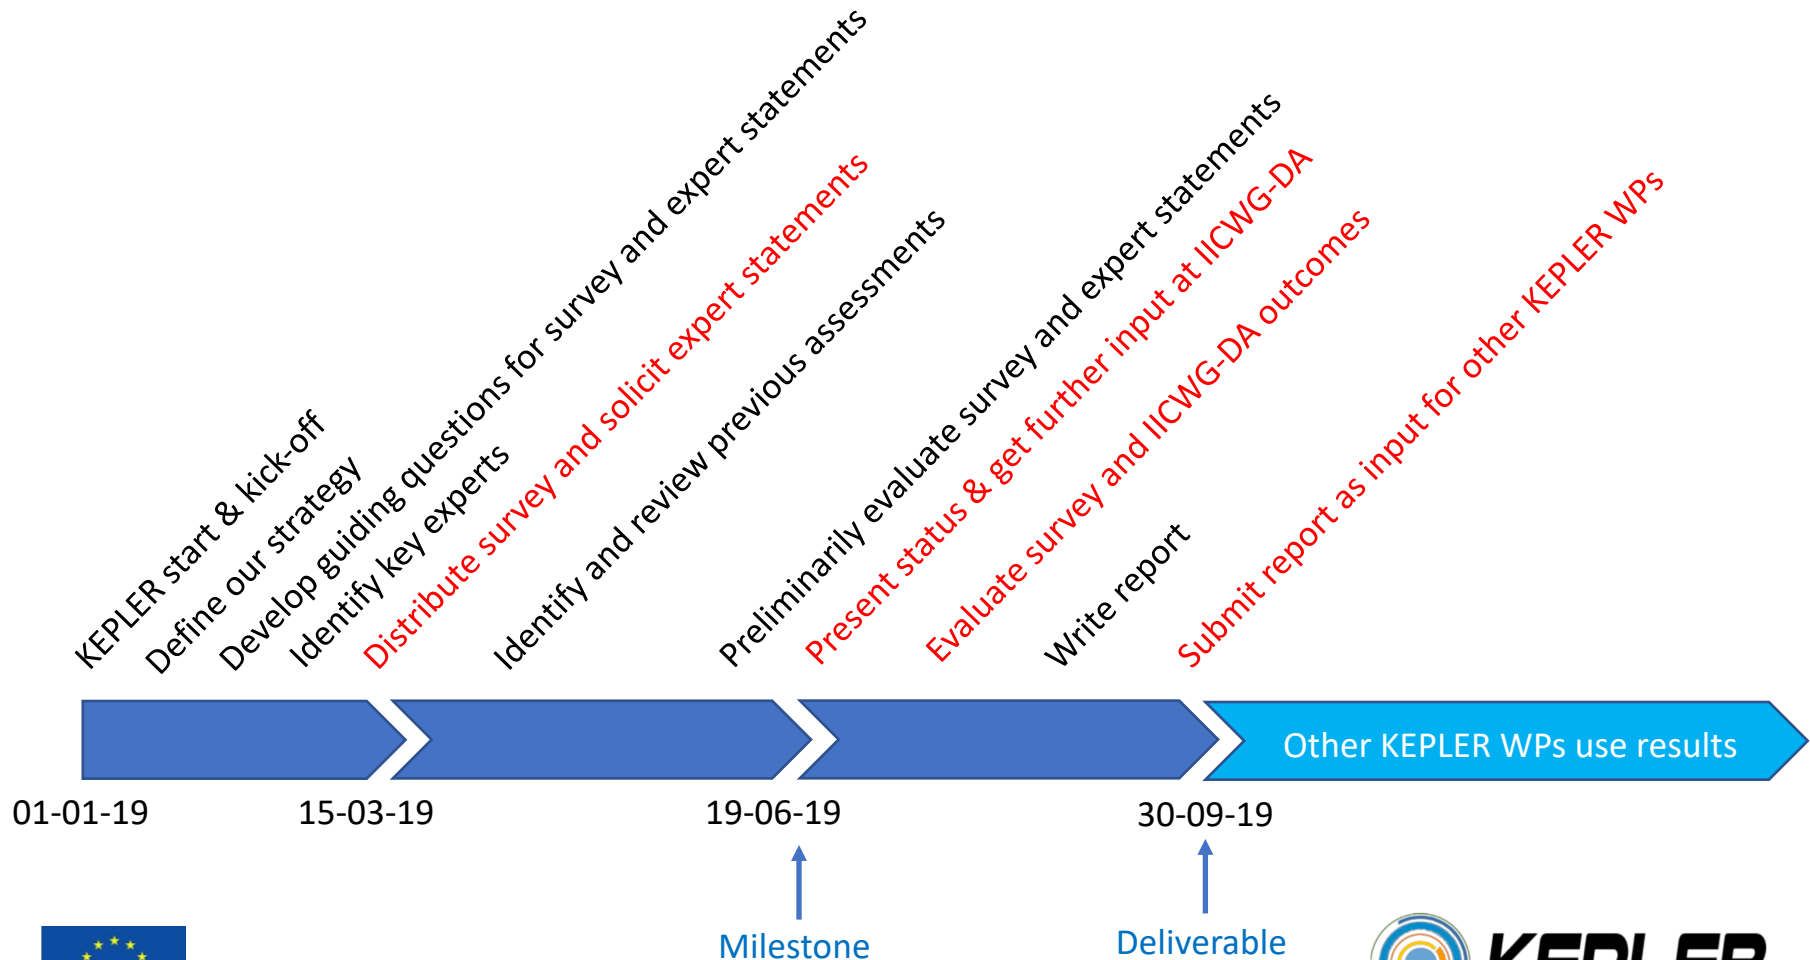 KEPLER start & kick-off
Define our strategy
Develop guiding questions for survey and expert statements
Identify key experts
Distribute survey and solicit expert statements
Identify and review previous assessments
Preliminarily evaluate survey and expert statements
Present status & get further input at IICWG-DA
Evaluate survey and IICWG-DA outcomes
Write report
Submit report as input for other KEPLER WPs
Other KEPLER WPs use results
01-01-19
15-03-19
19-06-19
30-09-19
Milestone
Deliverable
KEPLER